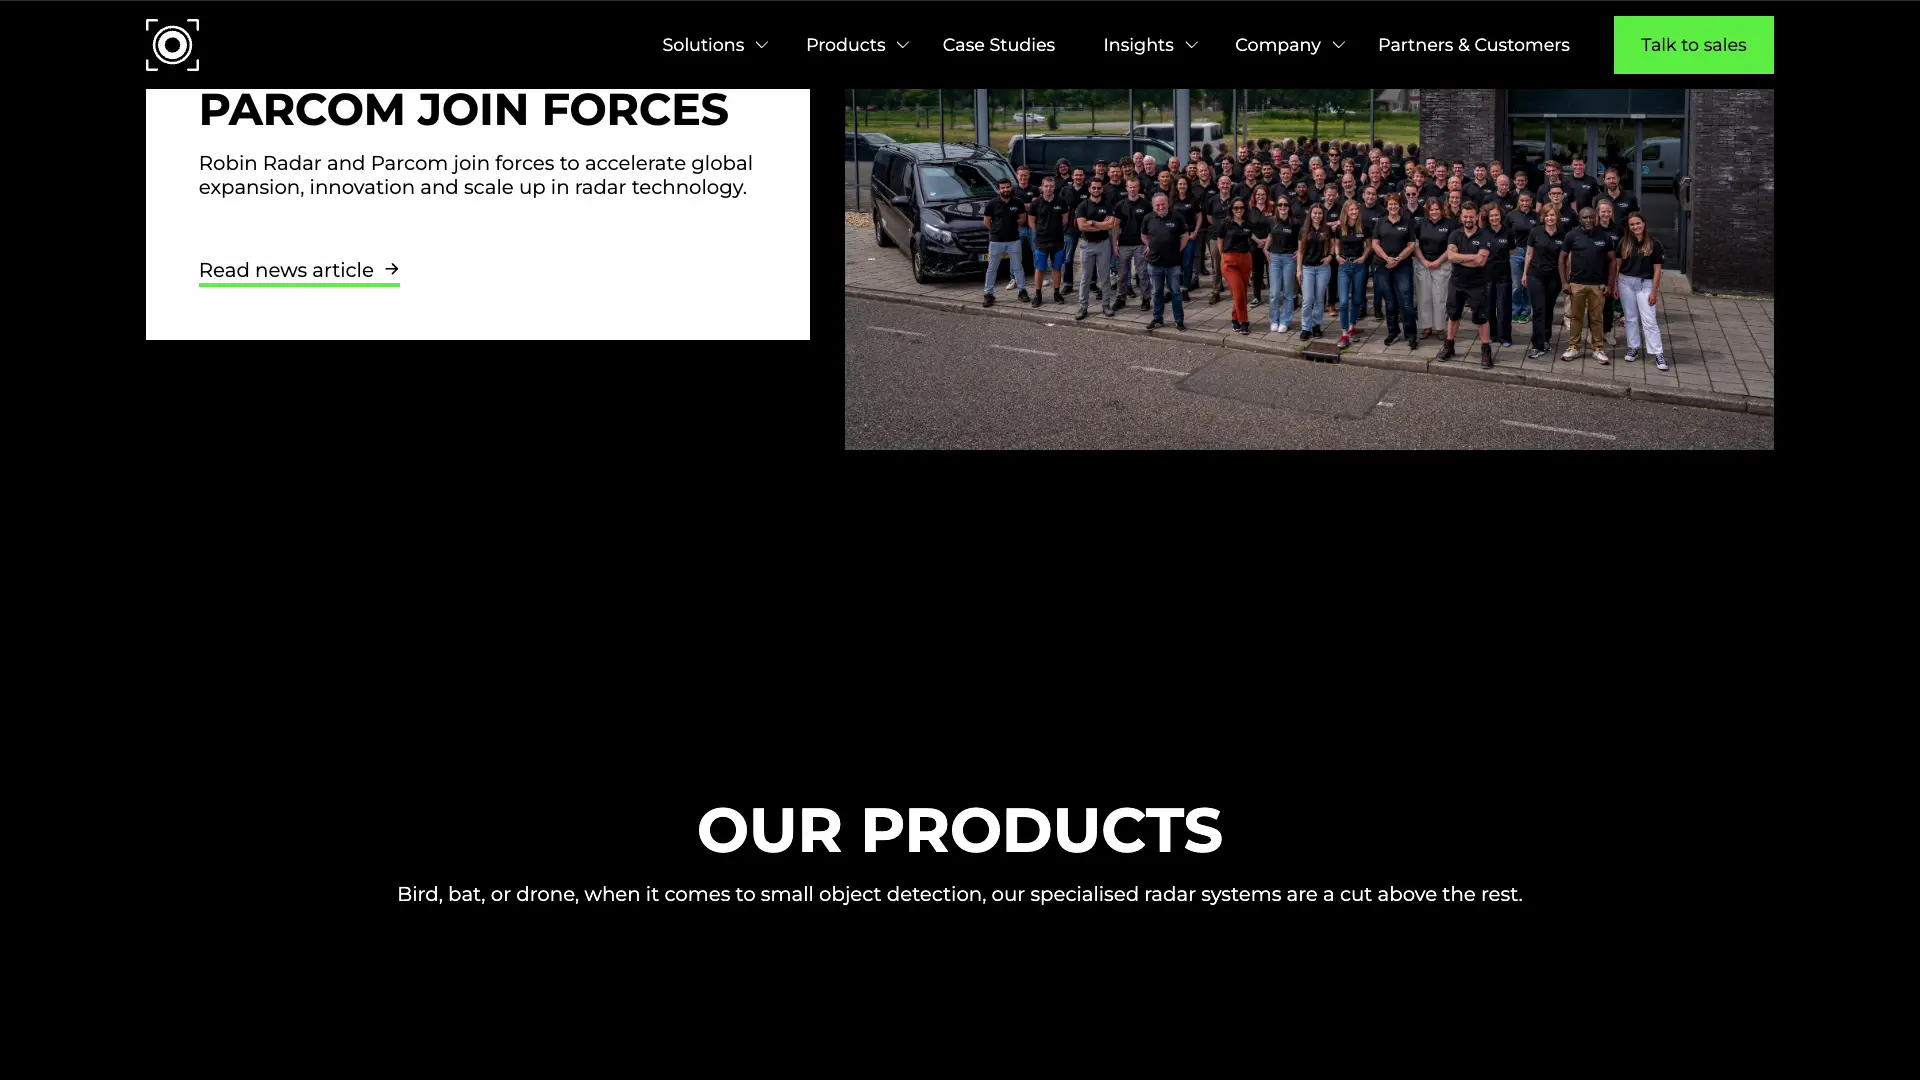 Solutions
Products
Case Studies
Insights
Company
Partners & Customers
Talk to sales
PARCOM JOIN FORCES
Robin Radar and Parcom join forces to accelerate global
expansion, innovation and scale up in radar technology.
Read news article
OUR PRODUCTS
Bird, bat, or drone, when it comes to small object detection, our specialised radar systems are a cut above the rest.